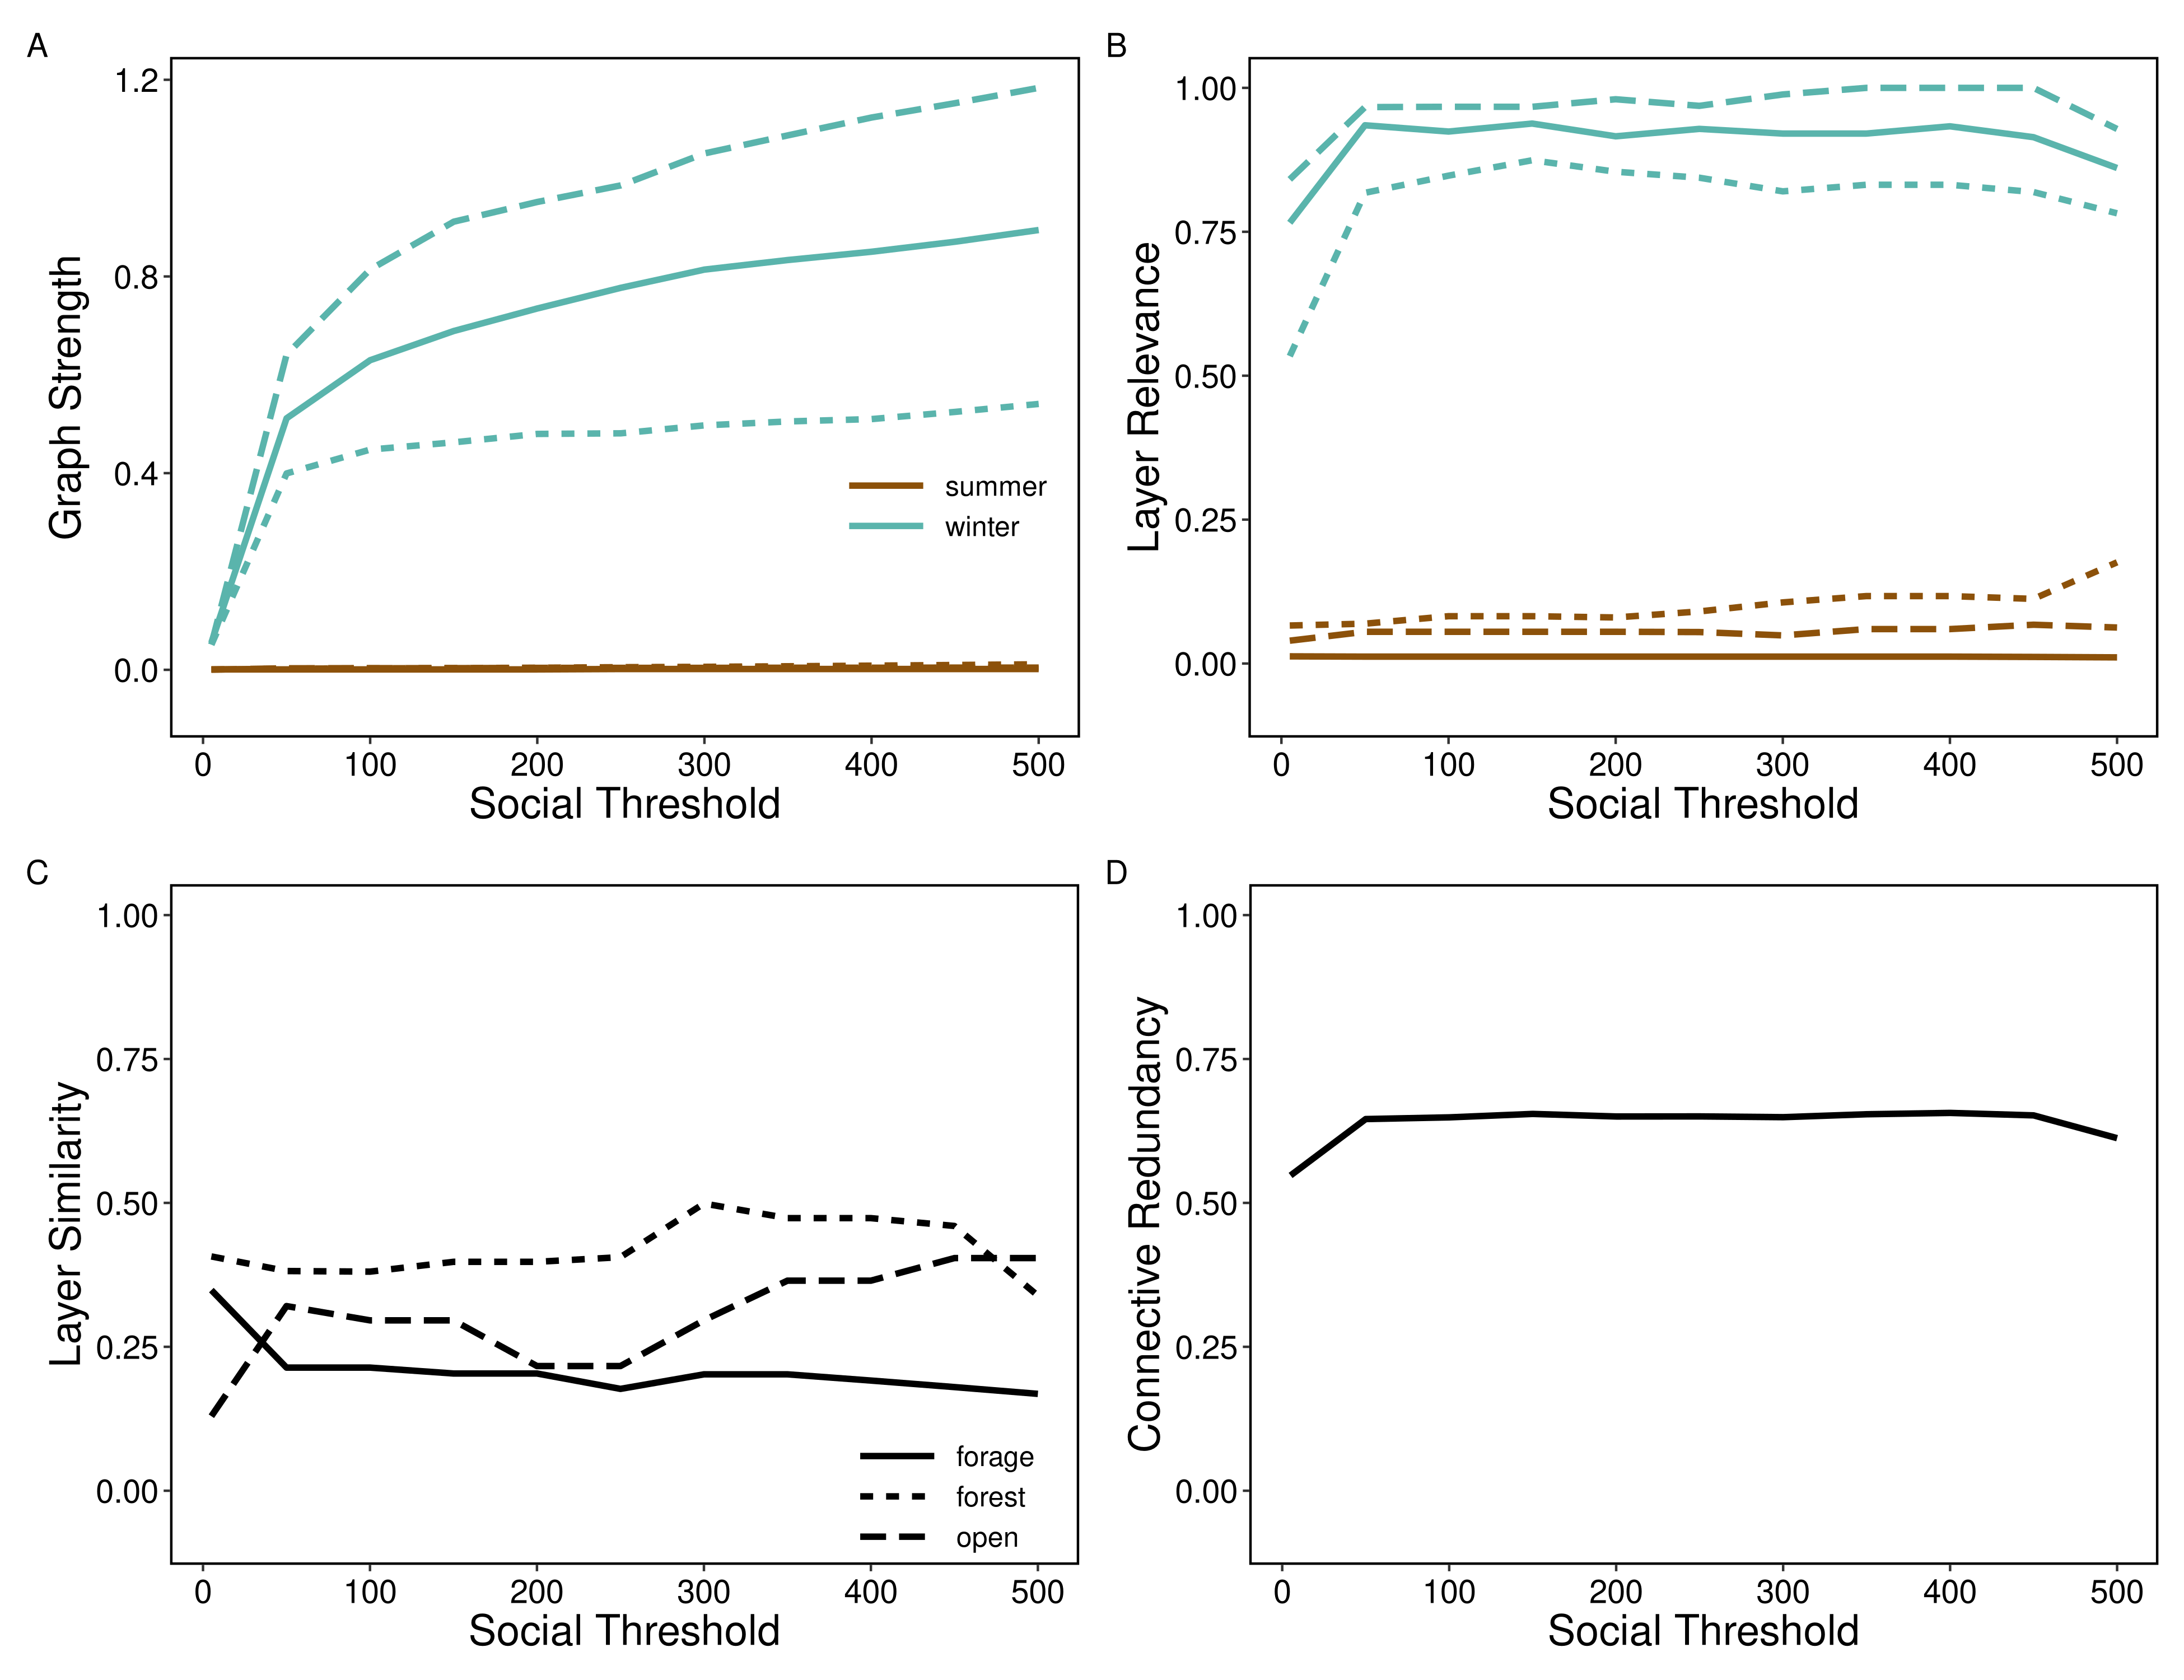 A
Graph Strength
1.2
0.8
0.4
0.0
summer
winter
0 100 200 300 400 500
Social Threshold
B
Layer Relevance
1.00
0.75
0.50
0.25
0.00
0 100 200 300 400 500
Social Threshold
C
Layer Similarity
1.00
0.75
0.50
0.25
0.00
forage
forest
open
0 100 200 300 400 500
Social Threshold
D
Connective Redundancy
1.00
0.75
0.50
0.25
0.00
0 100 200 300 400 500
Social Threshold